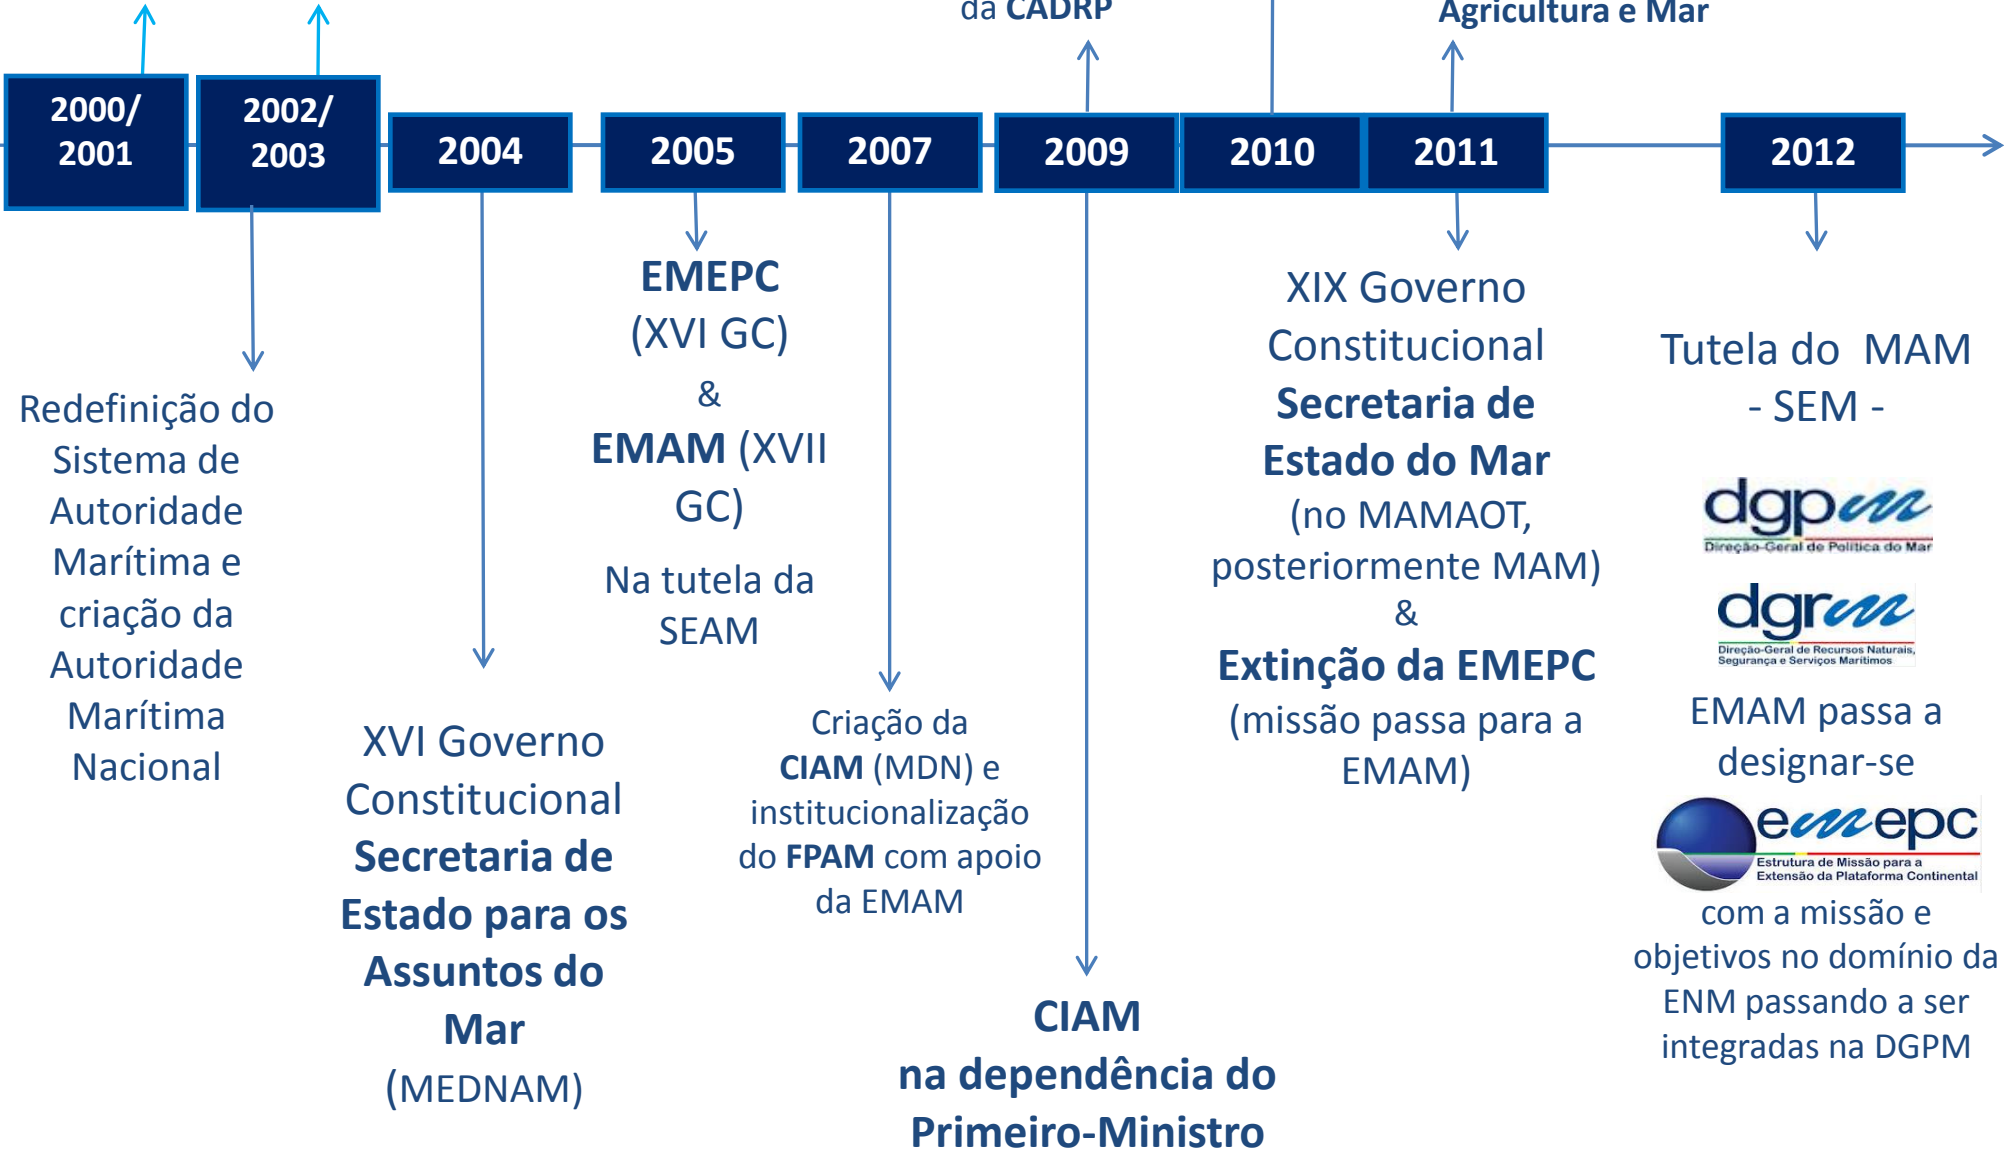 da CADRP
Agricultura e Mar
2000/
2001
2002/
2003
2004
2005
2007
2009
2010
2011
2012
Redefinição do
Sistema de
Autoridade
Marítima e
criação da
Autoridade
Marítima
Nacional
XVI Governo
Constitucional
Secretaria de
Estado para os
Assuntos do
Mar
(MEDNAM)
EMEPC
(XVI GC)
&
EMAM (XVII
GC)
Na tutela da
SEAM
Criação da
CIAM (MDN) e
institucionalização
do FPAM com apoio
da EMAM
CIAM
na dependência do
Primeiro-Ministro
XIX Governo
Constitucional
Secretaria de
Estado do Mar
(no MAMAOT,
posteriormente MAM)
&
Extinção da EMEPC
(missão passa para a
EMAM)
Tutela do MAM
- SEM -
dgpm
Direção-Geral de Política do Mar
dgrm
Direção-Geral de Recursos Naturais,
Segurança e Serviços Marítimos
EMAM passa a
designar-se
emepc
Estrutura de Missão para a
Extensão da Plataforma Continental
com a missão e
objetivos no domínio da
ENM passando a ser
integradas na DGPM